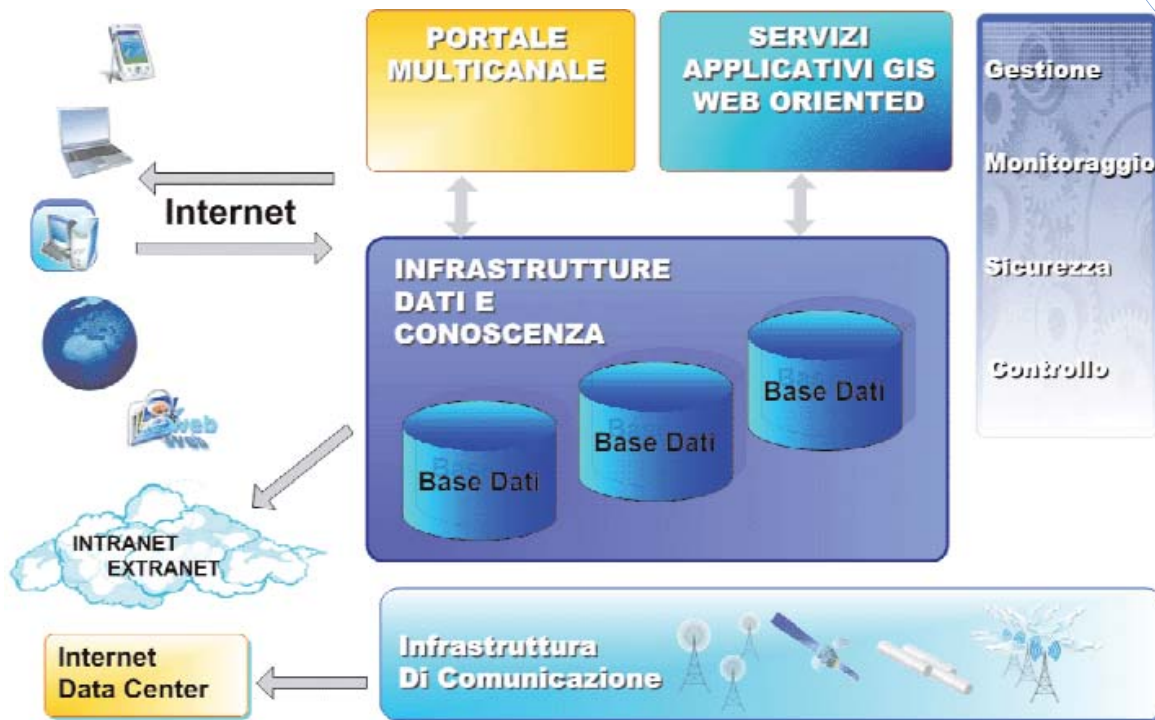 PORTALE
MULTICANALE
SERVIZI
APPLICATIVI GIS
WEB ORIENTED
Gestione
Monitoraggio
Sicurezza
Controllo
Internet
INFRASTRUTTURE
DATI E
CONOSCENZA
Base Dati
Base Dati
Base Dati
web
INTRANET
EXTRANET
Internet
Data Center
Infrastruttura
Di Comunicazione